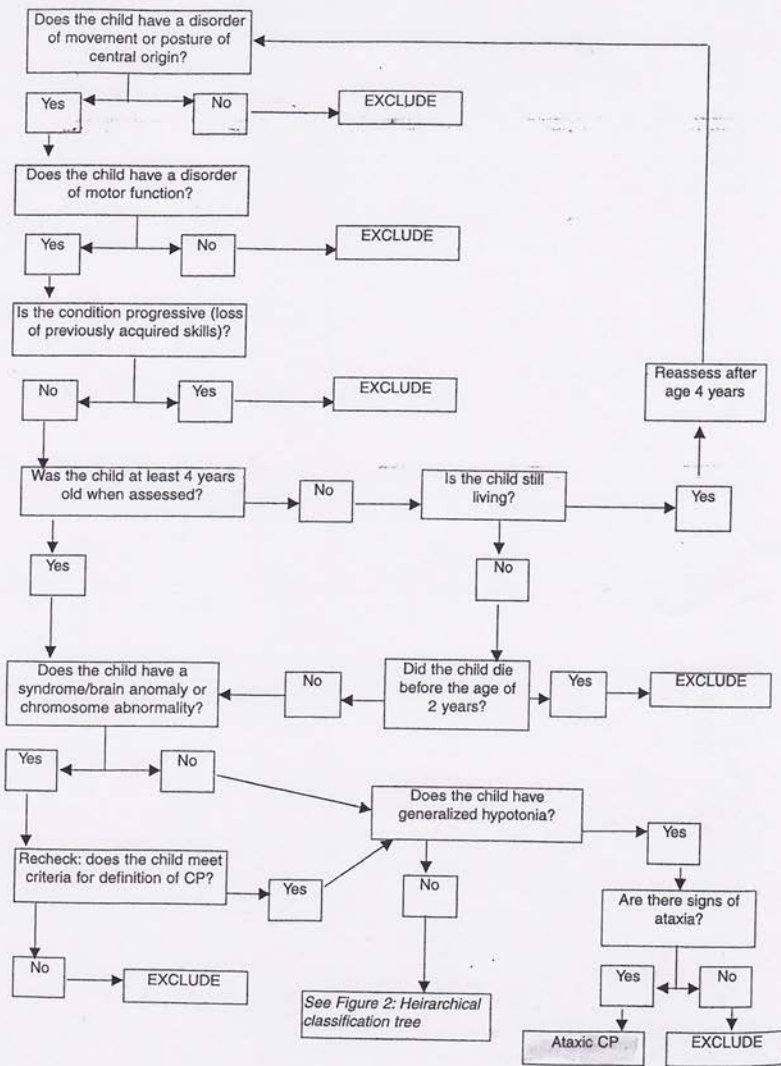 Does the child have a disorder
of movement or posture of
central origin?
Yes
No
EXCLUDE
Does the child have a disorder
of motor function?
Yes
No
EXCLUDE
Is the condition progressive (loss
of previously acquired skills)?
No
Yes
EXCLUDE
Reassess after
age 4 years
Was the child at least 4 years
old when assessed?
No
Is the child still
living?
Yes
Yes
No
Does the child have a
syndrome/brain anomaly or
chromosome abnormality?
No
Did the child die
before the age of
2 years?
Yes
EXCLUDE
Yes
No
Does the child have
generalized hypotonia?
Yes
Recheck: does the child meet
criteria for definition of CP?
Yes
No
Are there signs of
ataxia?
No
EXCLUDE
See Figure 2: Heirarchical
classification tree
Yes
No
Ataxic CP
EXCLUDE